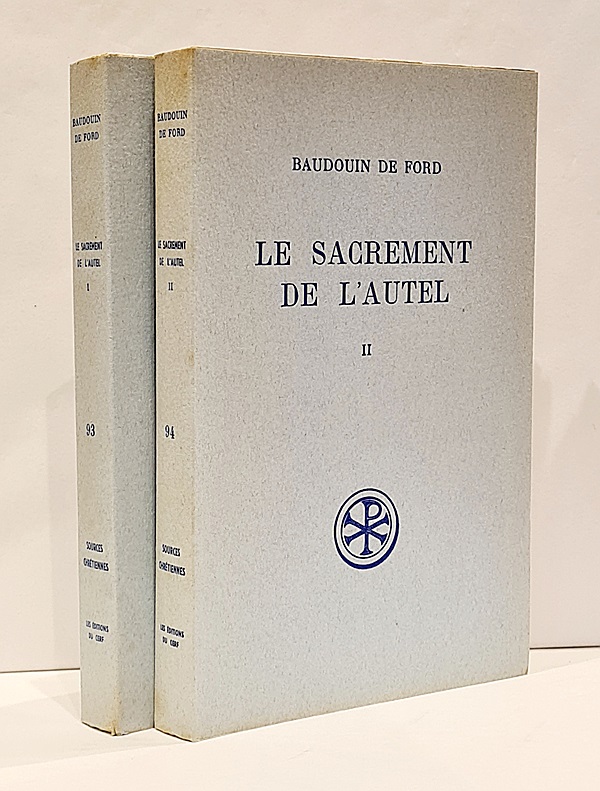 BAUDOUIN
DE FORD
LE SACREMENT
DE L'AUTEL
I
93
SOURCES
CHRÉTIENNES
LES ÉDITIONS
DU CERF
BAUDOUIN
DE FORD
LE SACREMENT
DE L'AUTEL
II
94
SOURCES
CHRÉTIENNES
LES ÉDITIONS
DU CERF
BAUDOUIN DE FORD
LE SACREMENT
DE L'AUTEL
II